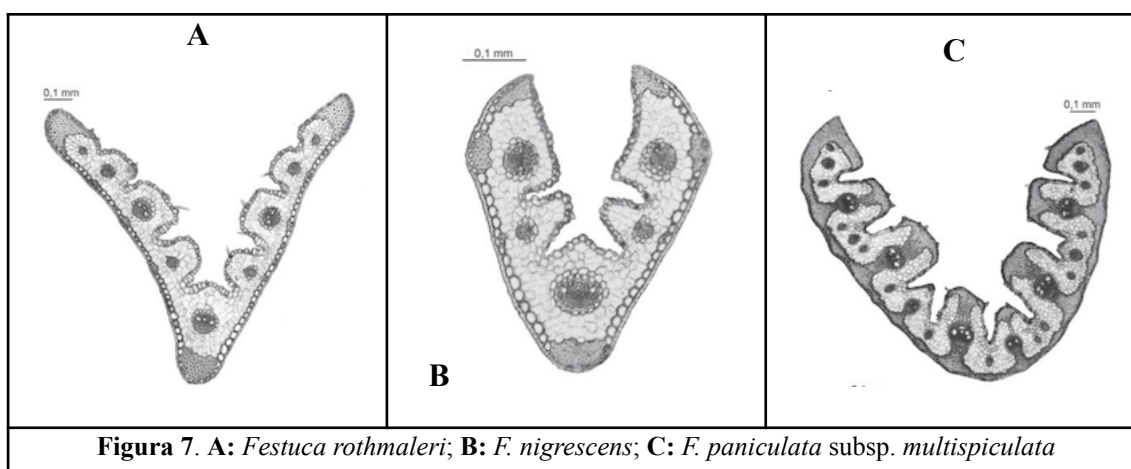 A
0,1 mm
B
0,1 mm
C
0,1 mm
Figura 7. A: Festuca rothmaleri; B: F. nigrescens; C: F. paniculata subsp. multispiculata